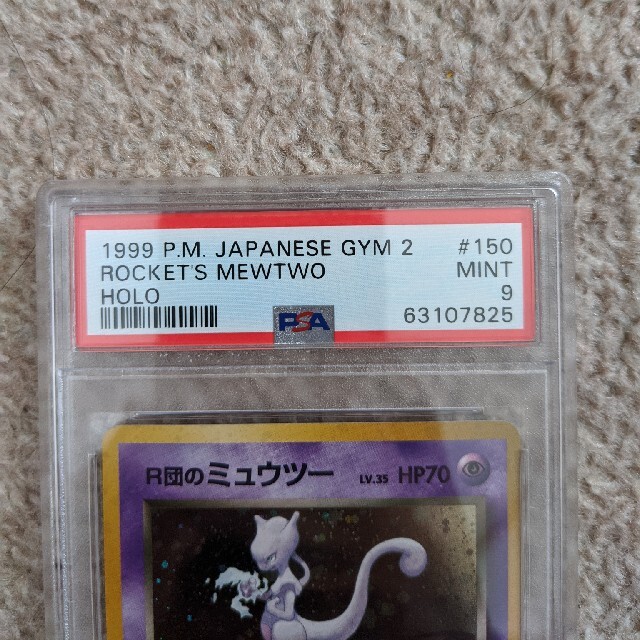 1999 P.M. JAPANESE GYM 2 #150
ROCKET'S MEWTWO MINT
HOLO 9
PSA 63107825
R団のミュウツー LV.35 HP70